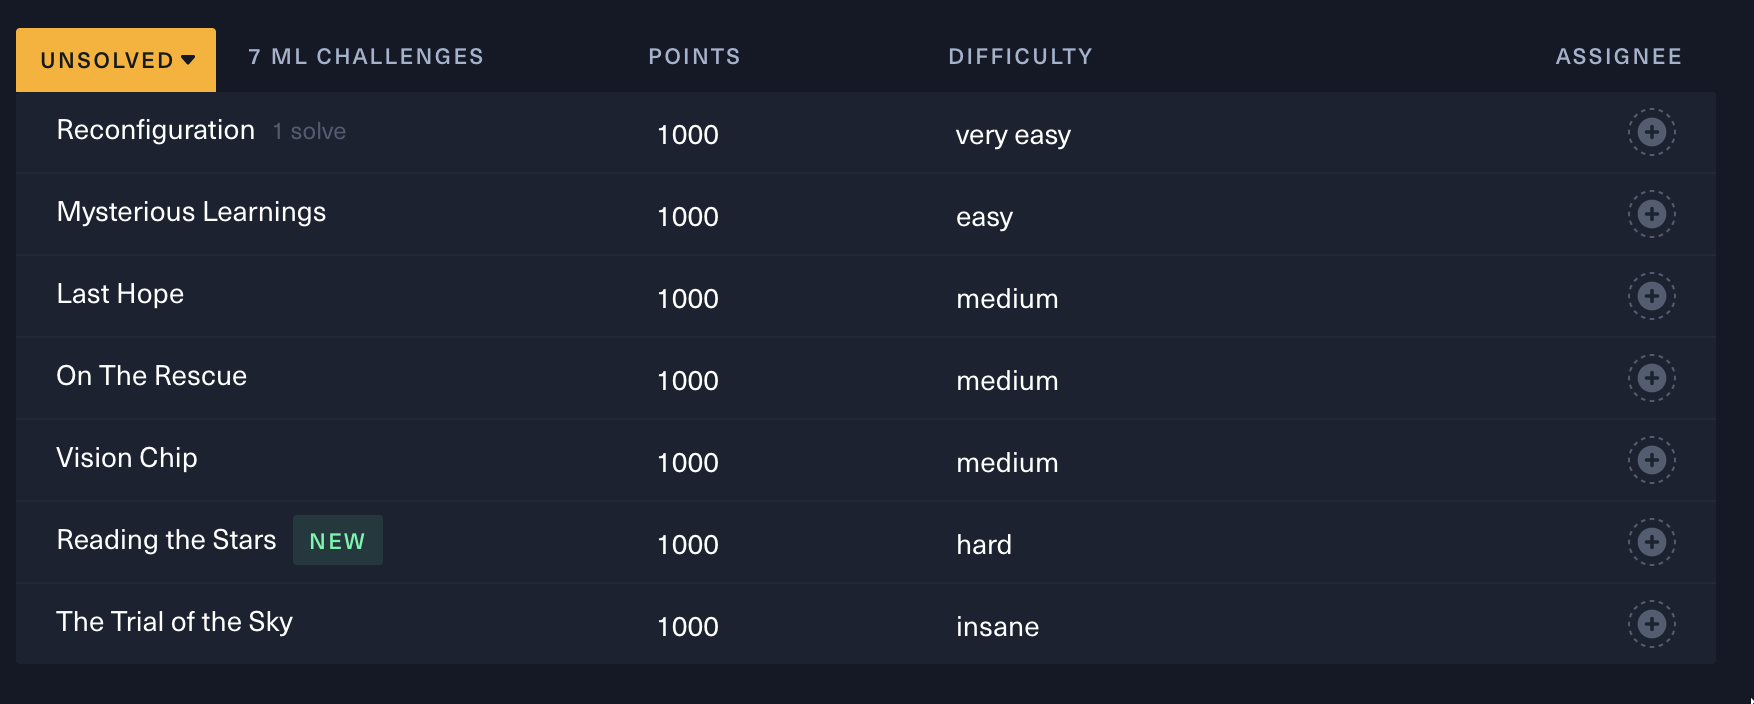 UNSOLVED 7 ML CHALLENGES POINTS DIFFICULTY ASSIGNEE
Reconfiguration 1 solve 1000 very easy
Mysterious Learnings 1000 easy
Last Hope 1000 medium
On The Rescue 1000 medium
Vision Chip 1000 medium
Reading the Stars NEW 1000 hard
The Trial of the Sky 1000 insane